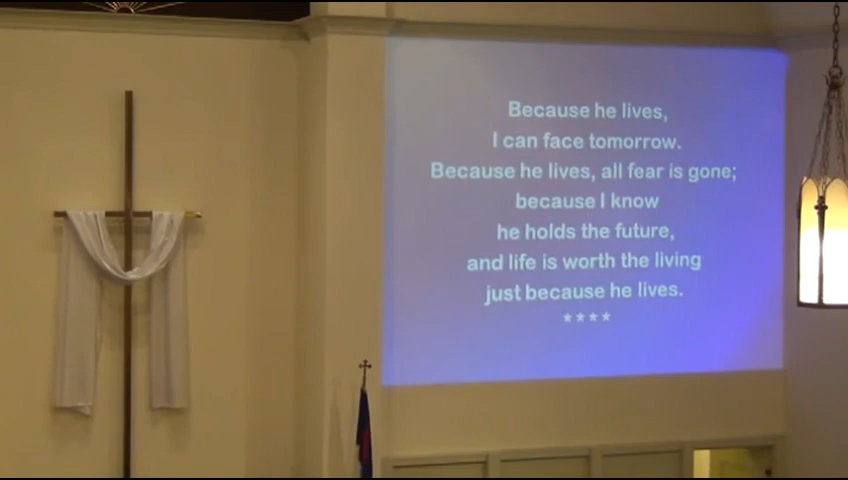 Because he lives,
I can face tomorrow.
Because he lives, all fear is gone;
because I know
he holds the future,
and life is worth the living
just because he lives.
****